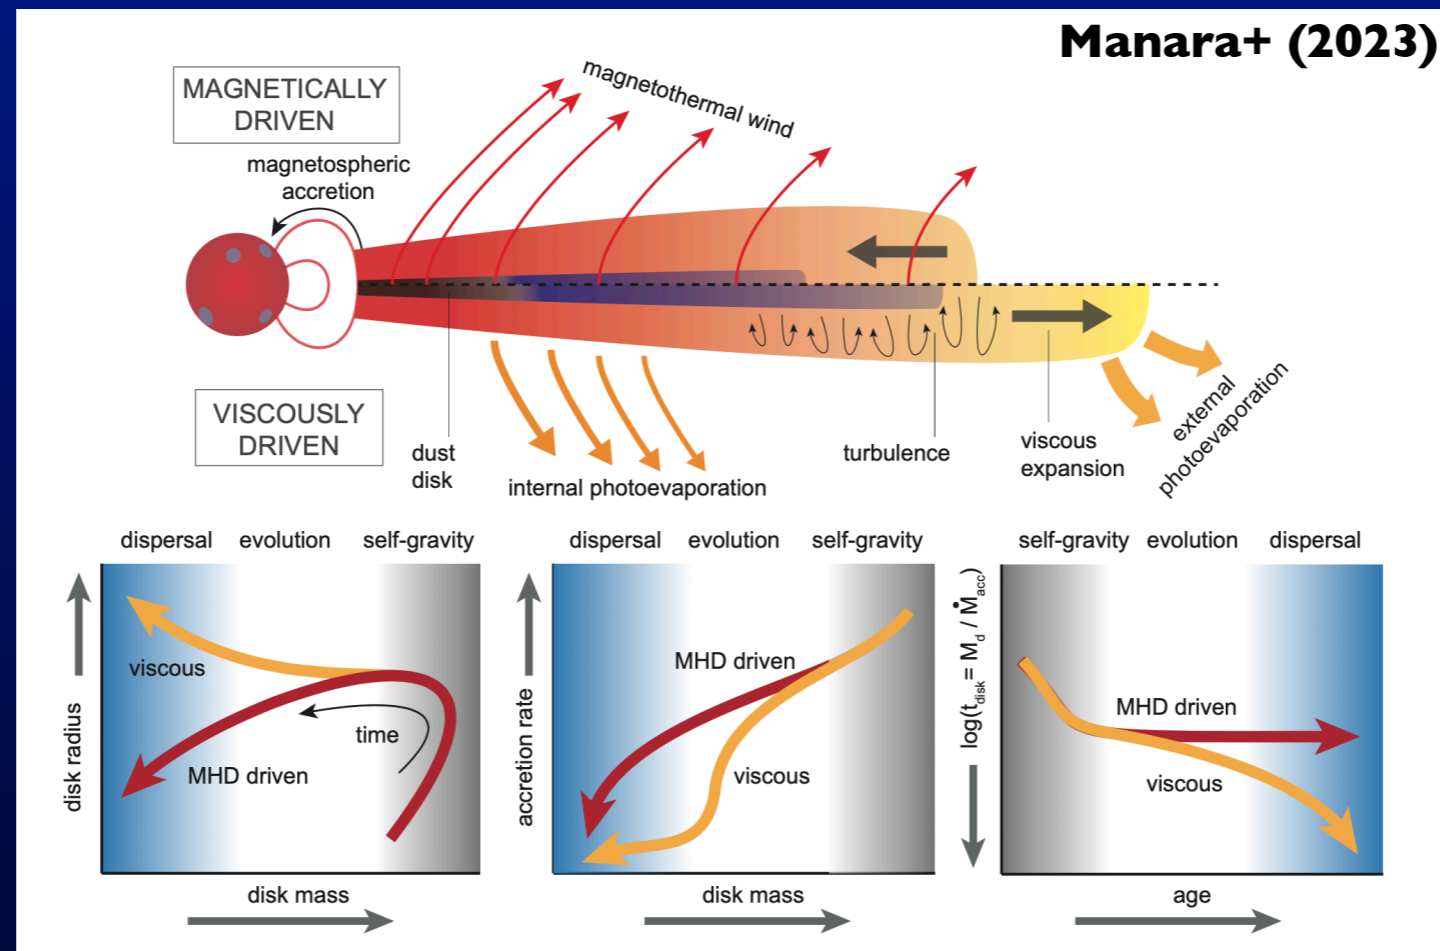 Manara+ (2023)
MAGNETICALLY
DRIVEN
magnetothermal wind
magnetospheric
accretion
VISCOUSLY
DRIVEN
dust
disk
internal photoevaporation
turbulence
viscous
expansion
external
photoevaporation
dispersal evolution self-gravity
disk radius
viscous
time
MHD driven
disk mass
dispersal evolution self-gravity
accretion rate
MHD driven
viscous
disk mass
self-gravity evolution dispersal
log(t_disk = M_d / Ṁ_acc)
MHD driven
viscous
age